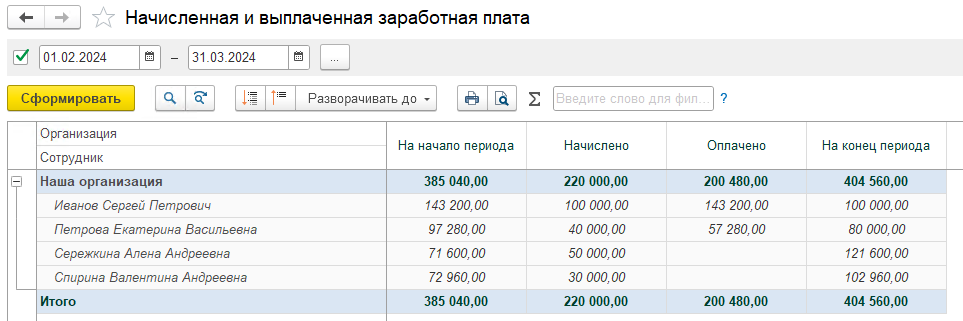 Начисленная и выплаченная заработная плата
01.02.2024 – 31.03.2024 ...
Сформировать Разворачивать до Σ Введите слово для фил... ?
Организация
Сотрудник
На начало периода Начислено Оплачено На конец периода
Наша организация 385 040,00 220 000,00 200 480,00 404 560,00
Иванов Сергей Петрович 143 200,00 100 000,00 143 200,00 100 000,00
Петрова Екатерина Васильевна 97 280,00 40 000,00 57 280,00 80 000,00
Сережкина Алена Андреевна 71 600,00 50 000,00 121 600,00
Спирина Валентина Андреевна 72 960,00 30 000,00 102 960,00
Итого 385 040,00 220 000,00 200 480,00 404 560,00